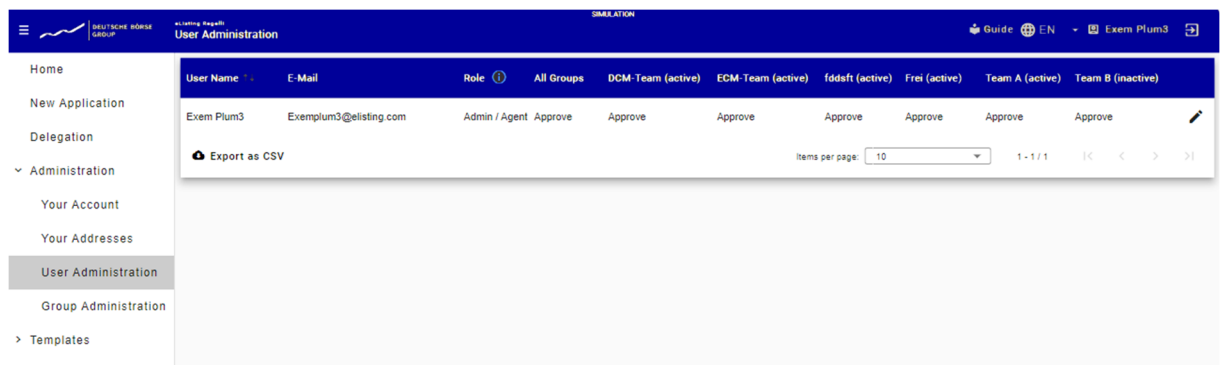 SIMULATION
DEUTSCHE BÖRSE
GROUP
eListing RegelfI
User Administration
Guide
EN
Exem Plum3
Home
New Application
Delegation
Administration
Your Account
Your Addresses
User Administration
Group Administration
Templates
User Name E-Mail Role All Groups DCM-Team (active) ECM-Team (active) fddsft (active) Frei (active) Team A (active) Team B (inactive)
Exem Plum3 Exemplum3@elisting.com Admin / Agent Approve Approve Approve Approve Approve Approve Approve
Export as CSV
Items per page: 10 1 - 1 / 1